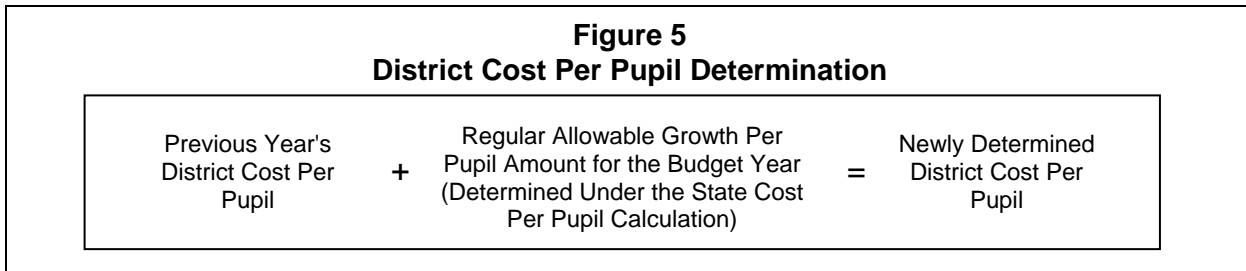 Figure 5
District Cost Per Pupil Determination
Previous Year's
District Cost Per
Pupil
+
Regular Allowable Growth Per
Pupil Amount for the Budget Year
(Determined Under the State Cost
Per Pupil Calculation)
=
Newly Determined
District Cost Per
Pupil